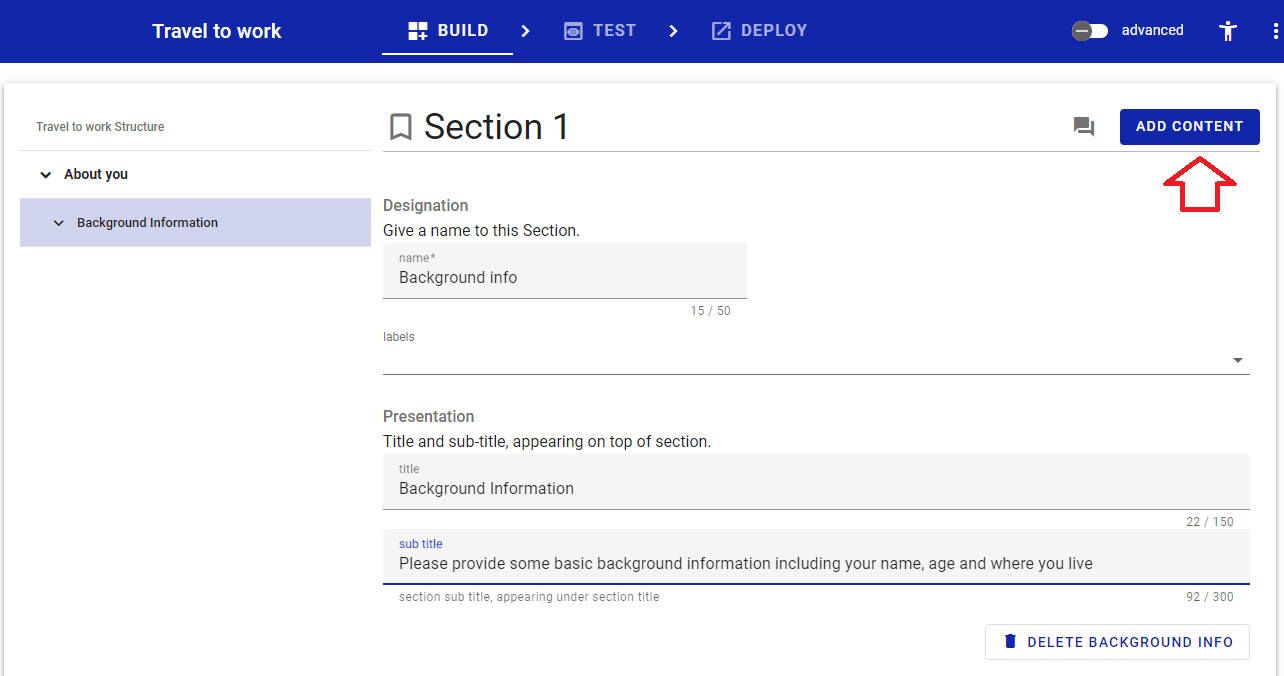 Travel to work
BUILD
TEST
DEPLOY
advanced
Travel to work Structure
About you
Background Information
Section 1
ADD CONTENT
Designation
Give a name to this Section.
name*
Background info
15 / 50
labels
Presentation
Title and sub-title, appearing on top of section.
title
Background Information
22 / 150
sub title
Please provide some basic background information including your name, age and where you live
section sub title, appearing under section title
92 / 300
DELETE BACKGROUND INFO